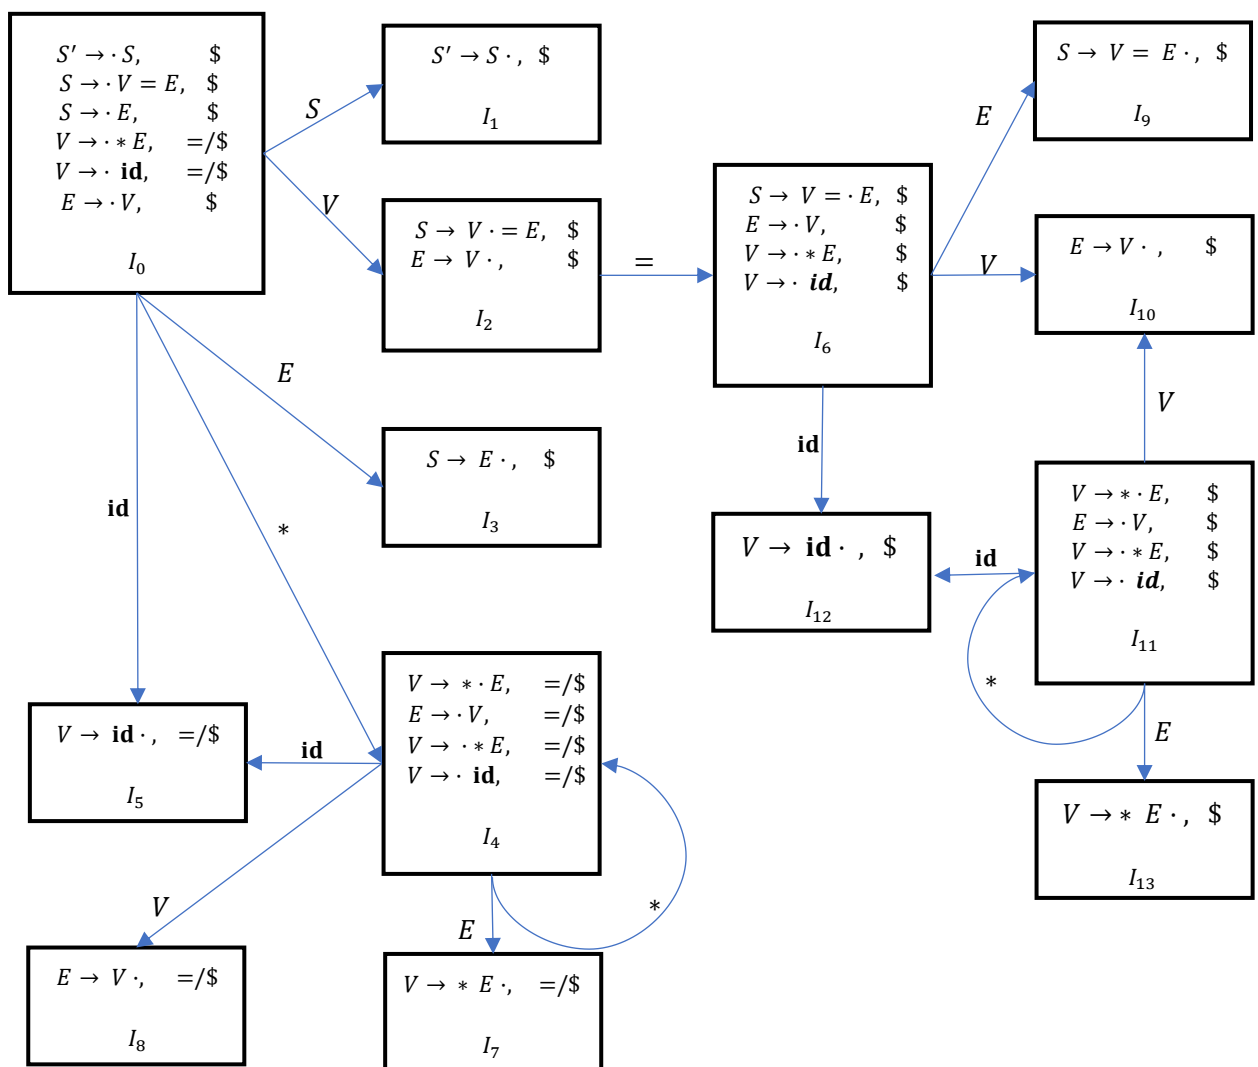 S′ → · S, $
S → · V = E, $
S → · E, $
V → · * E, =/$
V → · id, =/$
E → · V, $
I₀
S
V
S′ → S · , $
I₁
S → V · = E, $
E → V · , $
I₂
=
S → V = · E, $
E → · V, $
V → · * E, $
V → · id, $
I₆
E
V
S → V = E · , $
I₉
E → V · , $
I₁₀
V
E
S → E · , $
I₃
id
*
id
V → id · , $
I₁₂
id
V → * · E, $
E → · V, $
V → · * E, $
V → · id, $
I₁₁
*
E
V → * E · , $
I₁₃
V → id · , =/$
I₅
id
V → * · E, =/$
E → · V, =/$
V → · * E, =/$
V → · id, =/$
I₄
V
E
*
E → V ·, =/$
I₈
V → * E ·, =/$
I₇